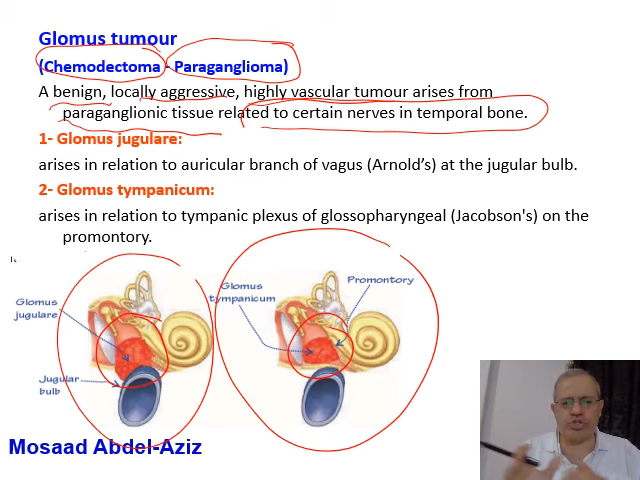 Glomus tumour
(Chemodectoma - Paraganglioma)
A benign, locally aggressive, highly vascular tumour arises from
paraganglionic tissue related to certain nerves in temporal bone.
1- Glomus jugulare:
arises in relation to auricular branch of vagus (Arnold's) at the jugular bulb.
2- Glomus tympanicum:
arises in relation to tympanic plexus of glossopharyngeal (Jacobson's) on the
promontory.
Glomus
jugulare
Jugular
bulb
Glomus
tympanicum
Promontory
Mosaad Abdel-Aziz